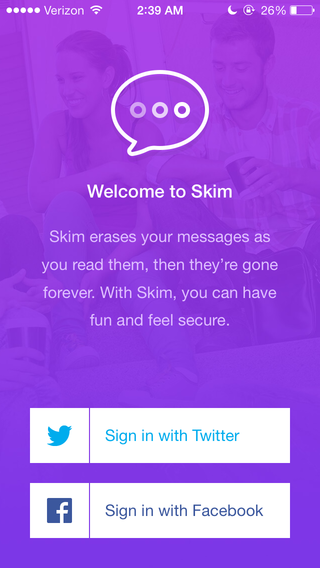 Verizon 2:39 AM 26%
Welcome to Skim
Skim erases your messages as
you read them, then they’re gone
forever. With Skim, you can have
fun and feel secure.
Sign in with Twitter
Sign in with Facebook